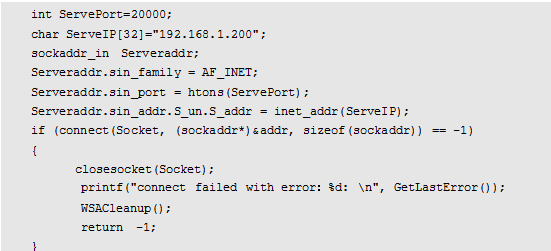 int ServePort=20000;
char ServeIP[32]="192.168.1.200";
sockaddr_in  Serveraddr;
Serveraddr.sin_family = AF_INET;
Serveraddr.sin_port = htons(ServePort);
Serveraddr.sin_addr.S_un.S_addr = inet_addr(ServeIP);
if (connect(Socket, (sockaddr*)&addr, sizeof(sockaddr)) == -1)
{
closesocket(Socket);
printf("connect failed with error: %d: \n", GetLastError());
WSACleanup();
return  -1;
}